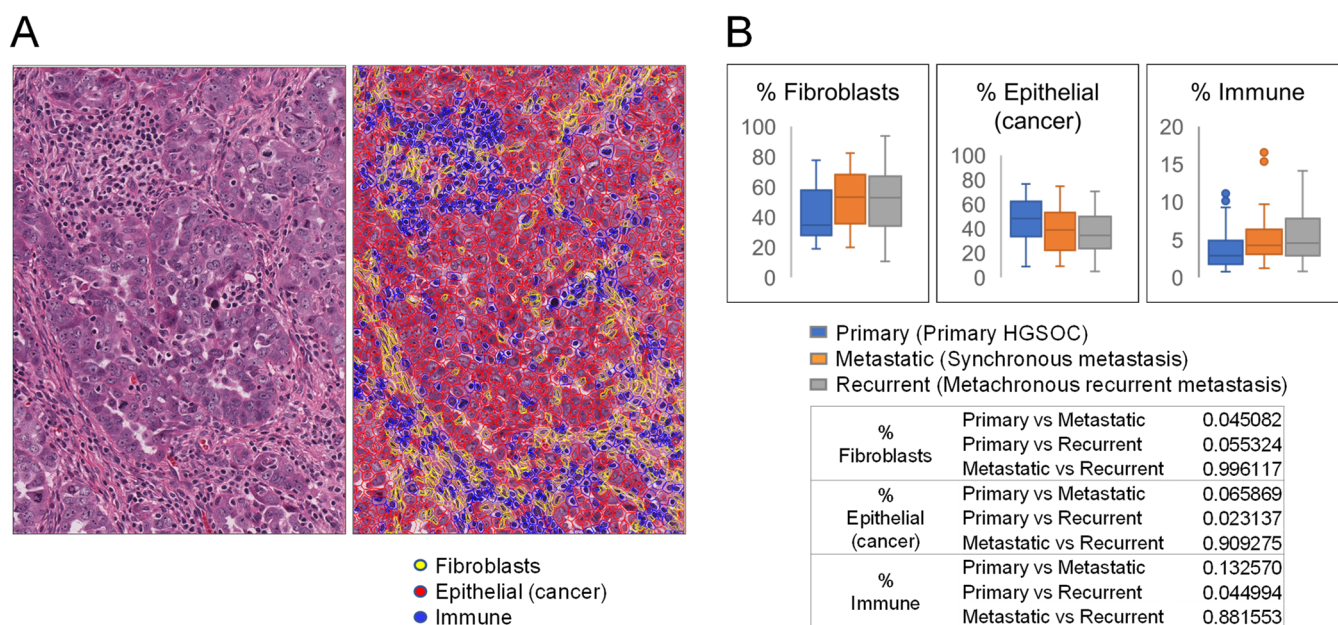 A
Fibroblasts
Epithelial (cancer)
Immune
B
% Fibroblasts
100
80
60
40
20
0
% Epithelial
(cancer)
100
80
60
40
20
0
% Immune
20
15
10
5
0
Primary (Primary HGSOC)
Metastatic (Synchronous metastasis)
Recurrent (Metachronous recurrent metastasis)
%
Fibroblasts
Primary vs Metastatic 0.045082
Primary vs Recurrent 0.055324
Metastatic vs Recurrent 0.996117
%
Epithelial
(cancer)
Primary vs Metastatic 0.065869
Primary vs Recurrent 0.023137
Metastatic vs Recurrent 0.909275
%
Immune
Primary vs Metastatic 0.132570
Primary vs Recurrent 0.044994
Metastatic vs Recurrent 0.881553